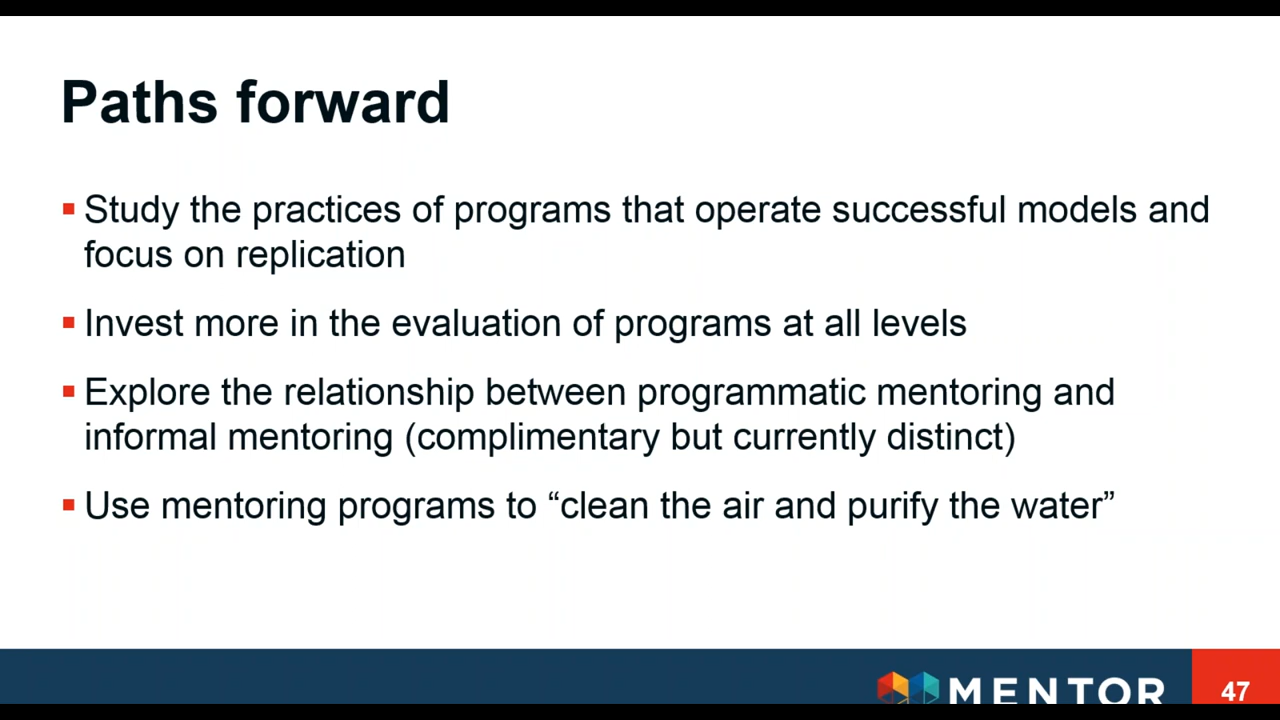 Paths forward
Study the practices of programs that operate successful models and
focus on replication
Invest more in the evaluation of programs at all levels
Explore the relationship between programmatic mentoring and
informal mentoring (complimentary but currently distinct)
Use mentoring programs to “clean the air and purify the water”
MENTOR
47